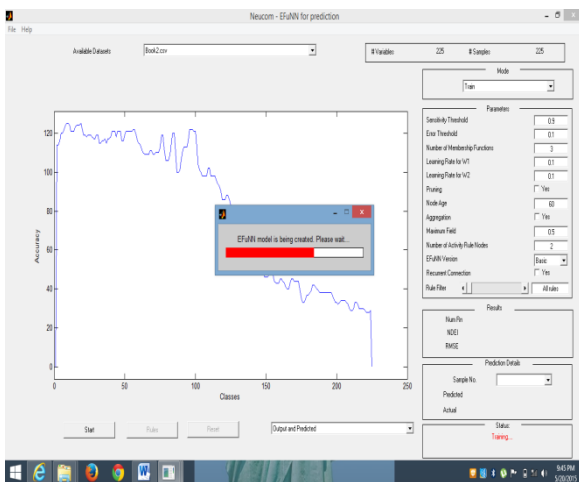 Neucom - EFuNN for prediction
File Help
Available Datasets Book2.csv
# Variables 225 # Samples 225
Mode
Train
Parameters
Sensitivity Threshold 0.9
Error Threshold 0.1
Number of Membership Functions 3
Learning Rate for W1 0.1
Learning Rate for W2 0.1
Pruning Yes
Node Age 60
Aggregation Yes
Maximum Field 0.5
Number of Activity Rule Nodes 2
EFuNN Version Basic
Recurrent Connection Yes
Rule Filter All rules
Results
Num Rn
NDEI
RMSE
Prediction Details
Sample No.
Predicted
Actual
Status:
Training...
120
100
80
60
40
20
0
0 50 100 150 200 250
Accuracy
Classes
EFuNN model is being created. Please wait...
Start Rules Reset Output and Predicted
9:45 PM
5/20/2015